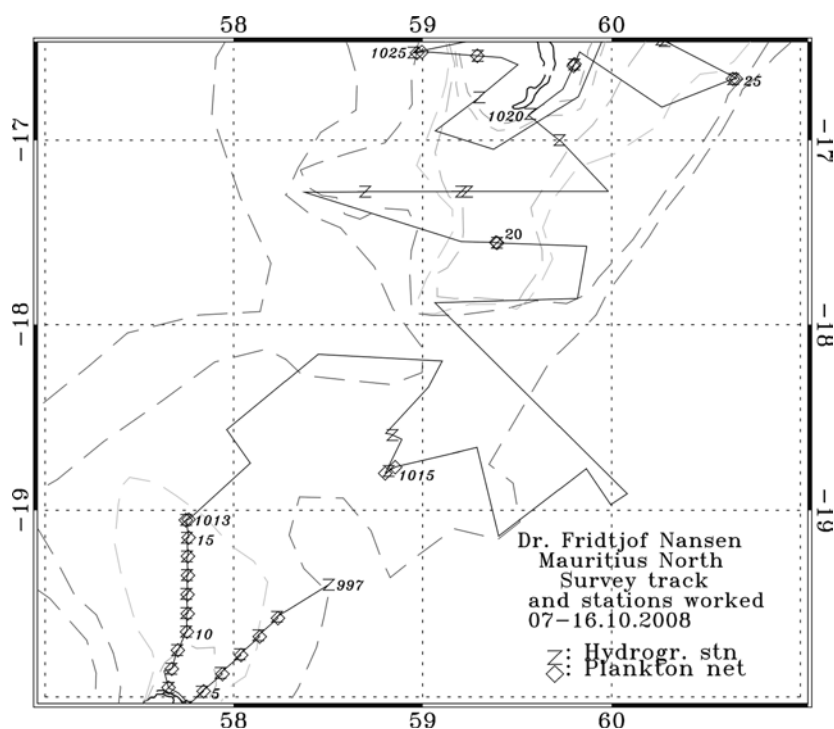 58 59 60
1025
25
-17 -17
1020
20
-18 -18
1015
-19 -19
1013
15
Dr. Fridtjof Nansen
Mauritius North
Survey track
and stations worked
07-16.10.2008
997
10
Z: Hydrogr. stn
◇: Plankton net
5
58 59 60